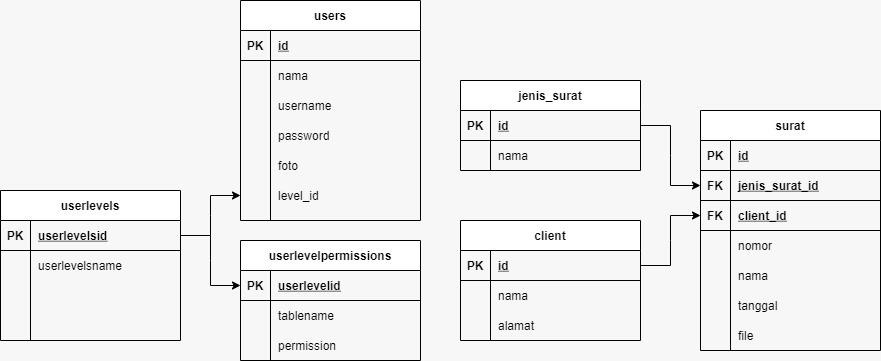 users
PK id
nama
username
password
foto
level_id
userlevels
PK userlevelsid
userlevelsname
userlevelpermissions
PK userlevelid
tablename
permission
jenis_surat
PK id
nama
client
PK id
nama
alamat
surat
PK id
FK jenis_surat_id
FK client_id
nomor
nama
tanggal
file